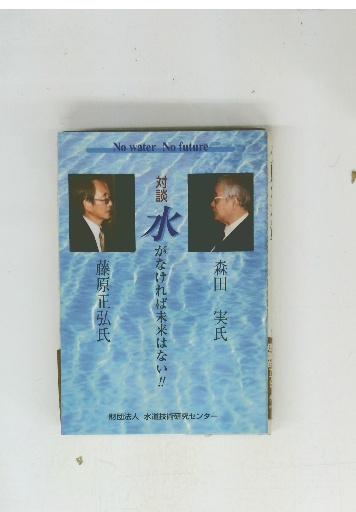 No water No future
対談
水がなければ未来はない!!
森田 実氏
藤原正弘氏
財団法人 水道技術研究センター